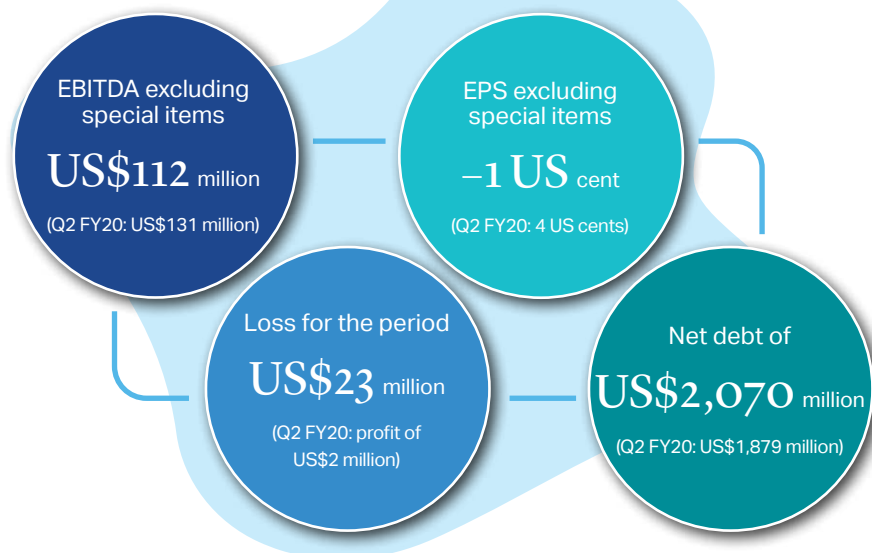 EBITDA excluding
special items
US$112 million
(Q2 FY20: US$131 million)
EPS excluding
special items
–1 US cent
(Q2 FY20: 4 US cents)
Loss for the period
US$23 million
(Q2 FY20: profit of
US$2 million)
Net debt of
US$2,070 million
(Q2 FY20: US$1,879 million)